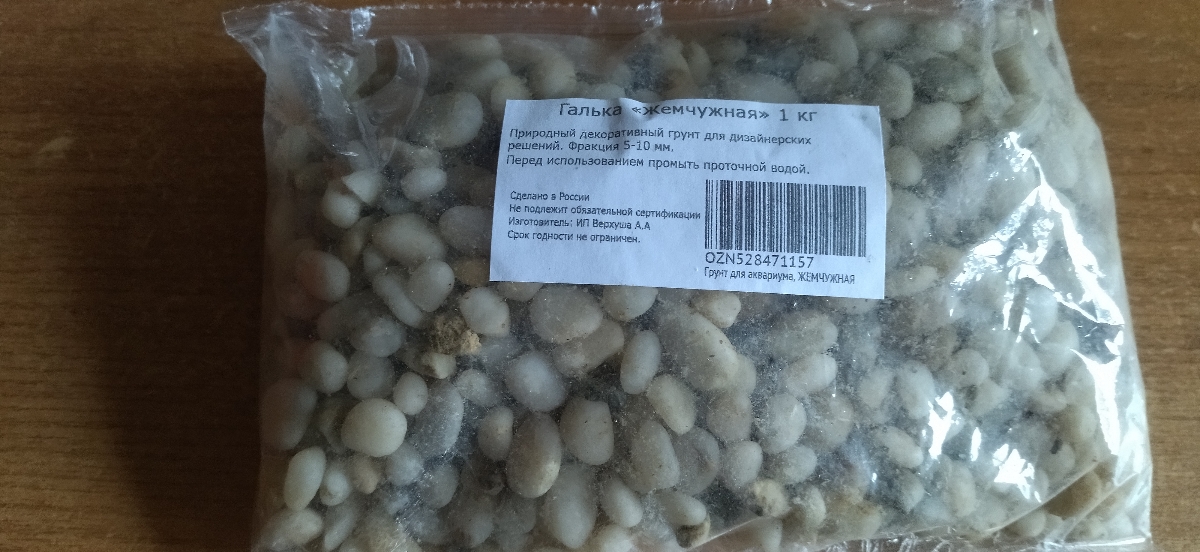 Галька «жемчужная» 1 кг
Природный декоративный грунт для дизайнерских
решений. Фракция 5-10 мм.
Перед использованием промыть проточной водой.
Сделано в России
Не подлежит обязательной сертификации
Изготовитель: ИП Верхуша А.А
Срок годности не ограничен.
OZN528471157
Грунт для аквариума, ЖЕМЧУЖНАЯ